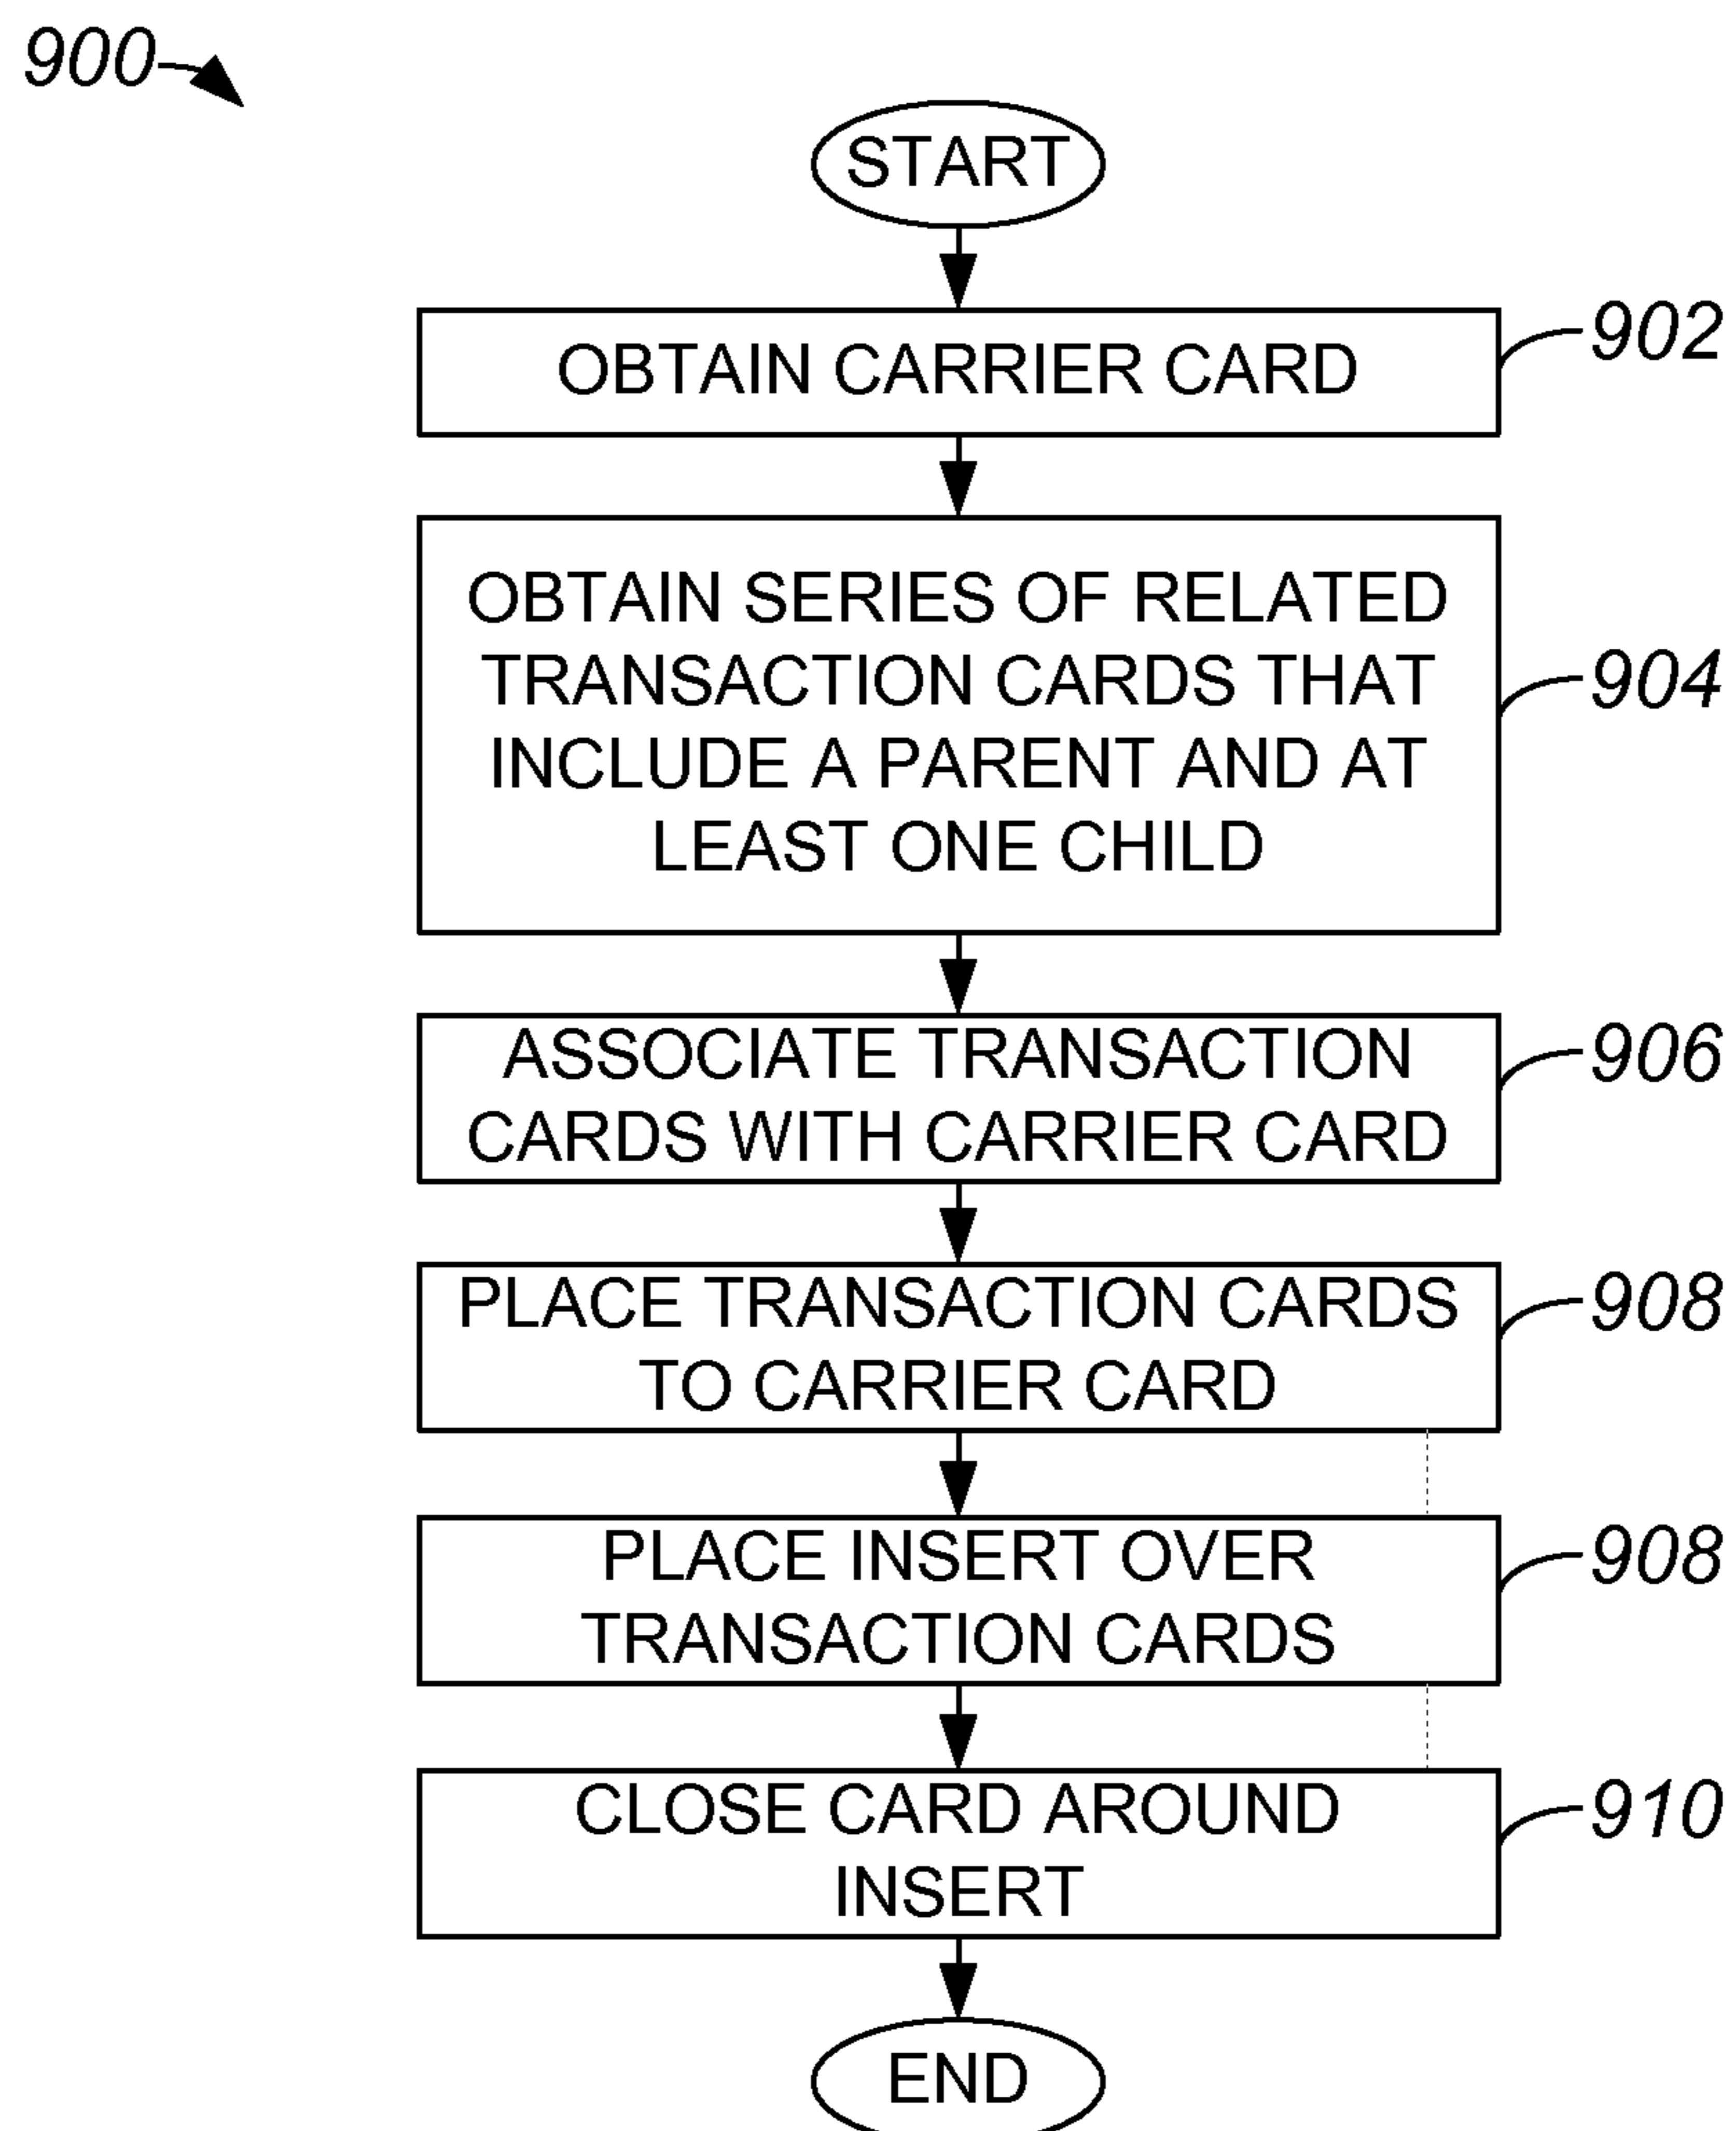 900
START
OBTAIN CARRIER CARD
902
OBTAIN SERIES OF RELATED
TRANSACTION CARDS THAT
INCLUDE A PARENT AND AT
LEAST ONE CHILD
904
ASSOCIATE TRANSACTION
CARDS WITH CARRIER CARD
906
PLACE TRANSACTION CARDS
TO CARRIER CARD
908
PLACE INSERT OVER
TRANSACTION CARDS
908
CLOSE CARD AROUND
INSERT
910
END